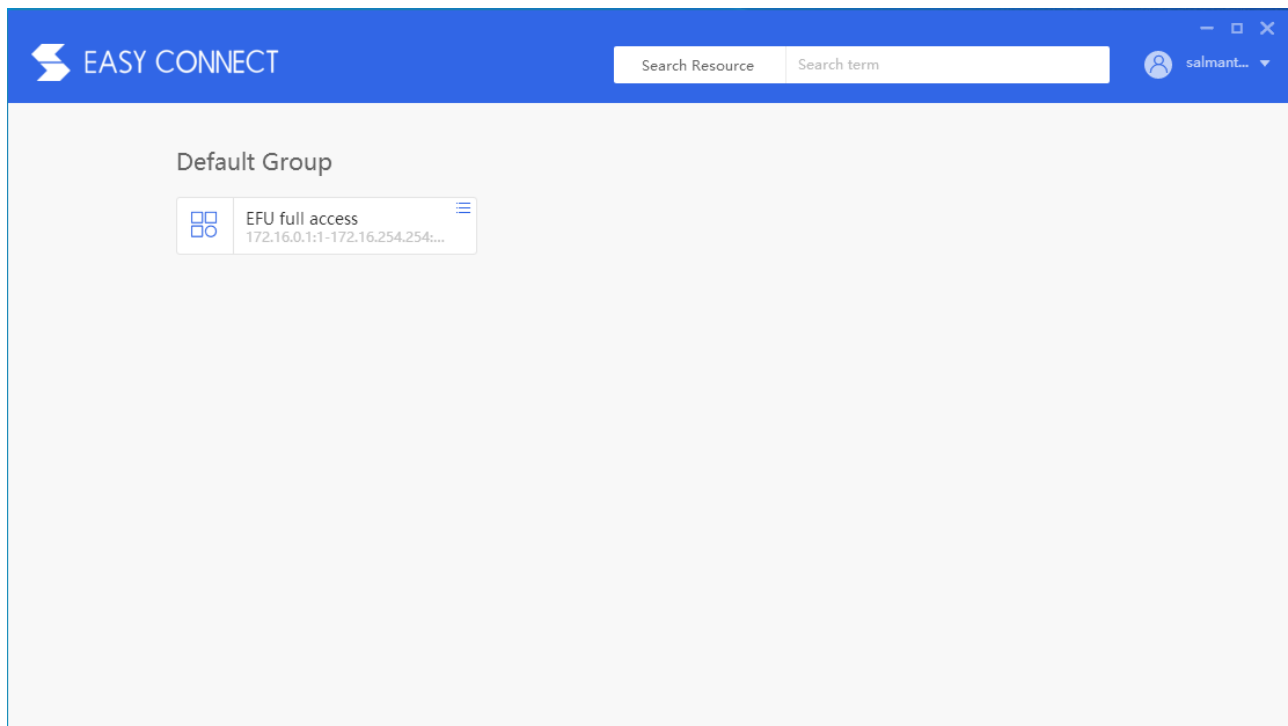 EASY CONNECT
Search Resource
Search term
salmant...
Default Group
EFU full access
172.16.0.1:1-172.16.254.254:...